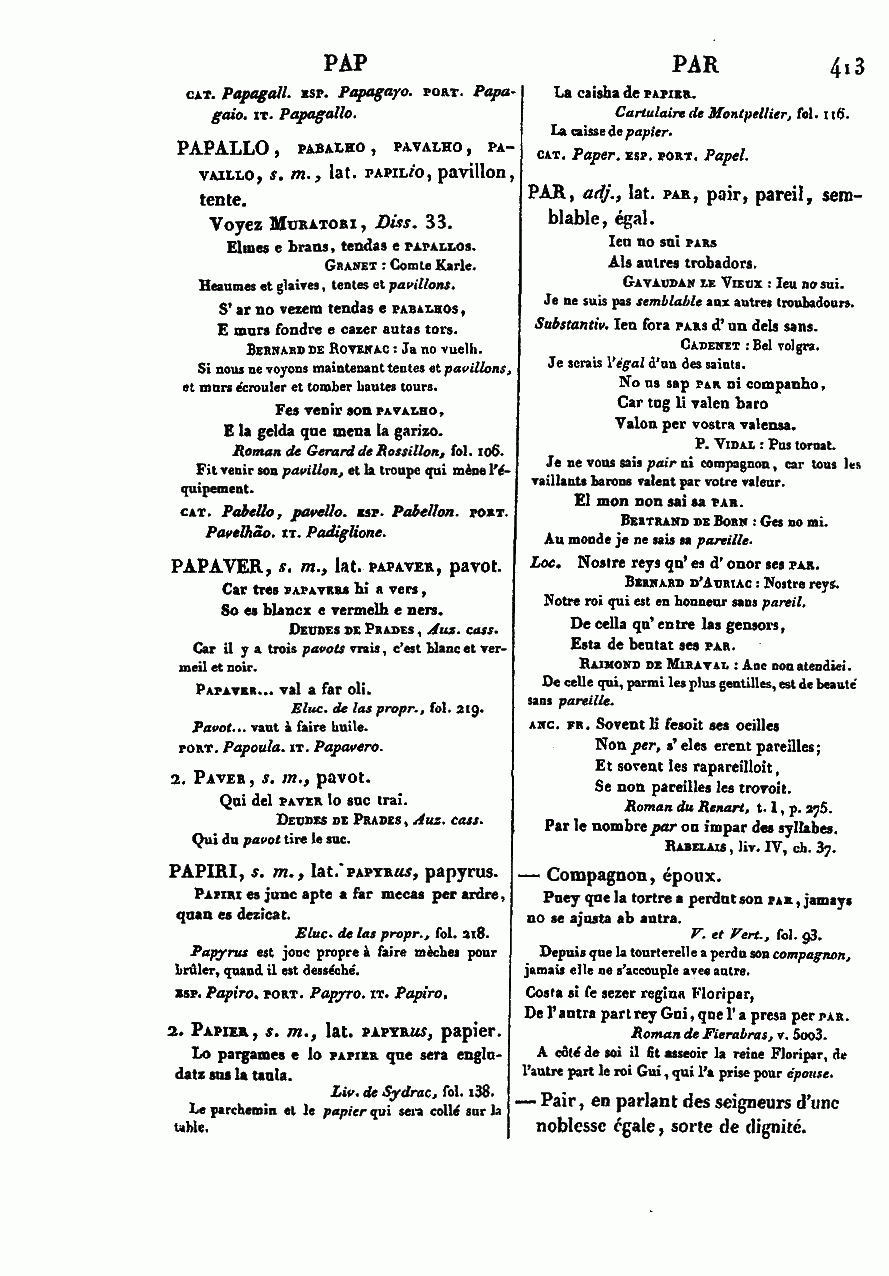 PAP
PAR 413
CAT. Papagall. ESP. Papagayo. PORT. Papa-
gaio. IT. Papagallo.
PAPALLO, PABALHO, PAVALHO, PA-
VAILLO, s. m., lat. PAPILiO, pavillon,
tente.
Voyez MURATORI, Diss. 33.
Elmes e brans, tendas e PAPALLOS.
GRANET : Comte Karle.
Heaumes et glaives, tentes et pavillons.
S' ar no vezem tendas e PABALHOS,
E murs fondre e cazer autas tors.
BERNARD DE ROVENAC : Ja no vuelh.
Si nous ne voyons maintenant tentes et pavillons,
et murs écrouler et tomber hautes tours.
Fes venir son PAVALHO,
E la gelda que mena la garizo.
Roman de Gerard de Rossillon, fol. 106.
Fit venir son pavillon, et la troupe qui mène l'é-
quipement.
CAT. Pabello, pavello. ESP. Pabellon. PORT.
Pavelhão. IT. Padiglione.
PAPAVER, s. m., lat. PAPAVER, pavot.
Car tres PAPAVERS hi a vers,
So es blancx e vermelh e ners.
DEUDES DE PRADES, Auz. cass.
Car il y a trois pavots vrais, c'est blanc et ver-
meil et noir.
PAPAVER... val a far oli.
Eluc. de las propr., fol. 219.
Pavot... vaut à faire huile.
PORT. Papoula. IT. Papavero.
2. PAVER, s. m., pavot.
Qui del PAVER lo suc trai.
DEUDES DE PRADES, Auz. cass.
Qui du pavot tire le suc.
PAPIRI, s. m., lat. PAPYRus, papyrus.
PAPIRI es junc apte a far mecas per ardre,
quan es dezicat.
Eluc. de las propr., fol. 218.
Papyrus est jonc propre à faire mèches pour
brûler, quand il est desséché.
ESP. Papiro. PORT. Papyro. IT. Papiro.
2. PAPIER, s. m., lat. PAPYRus, papier.
Lo pargames e lo PAPIER que sera englu-
datz sus la taula.
Liv. de Sydrac, fol. 138.
Le parchemin et le papier qui sera collé sur la
table.
La caisha de PAPIER.
Cartulaire de Montpellier, fol. 116.
La caisse de papier.
CAT. Paper. ESP. PORT. Papel.
PAR, adj., lat. PAR, pair, pareil, sem-
blable, égal.
Ieu no sui PARS
Als autres trobadors.
GAVAUDAN LE VIEUX : Ieu no sui.
Je ne suis pas semblable aux autres troubadours.
Substantiv. Ieu fora PARS d' un dels sans.
CADENET : Bel volgra.
Je serais l'égal d'un des saints.
No us sap PAR ni companho,
Car tug li valen baro
Valon per vostra valensa.
P. VIDAL : Pus tornat.
Je ne vous sais pair ni compagnon, car tous les
vaillants barons valent par votre valeur.
El mon non sai sa PAR.
BERTRAND DE BORN : Ges no mi.
Au monde je ne sais sa pareille.
Loc. Nostre reys qu' es d' onor ses PAR.
BERNARD D'AURIAC : Nostre reys.
Notre roi qui est en honneur sans pareil.
De cella qu' entre las gensors,
Esta de beutat ses PAR.
RAIMOND DE MIRAVAL : Anc non atendiei.
De celle qui, parmi les plus gentilles, est de beauté
sans pareille.
ANC. FR. Sovent li fesoit ses oeilles
Non per, s' eles erent pareilles;
Et sovent les rapareilloit,
Se non pareilles les trovoit.
Roman du Renart, t. I, p. 275.
Par le nombre par ou impar des syllabes.
RABELAIS, liv. IV, ch. 37.
— Compagnon, époux.
Puey que la tortre a perdut son PAR, jamays
no se ajusta ab autra.
V. et Vert., fol. 93.
Depuis que la tourterelle a perdu son compagnon,
jamais elle ne s'accouple avec autre.
Costa si fe sezer regina Floripar,
De l' autra part rey Gui, que l' a presa per PAR.
Roman de Fierabras, v. 5003.
A côté de soi il fit asseoir la reine Floripar, de
l'autre part le roi Gui, qui l'a prise pour épouse.
— Pair, en parlant des seigneurs d'une
noblesse égale, sorte de dignité.